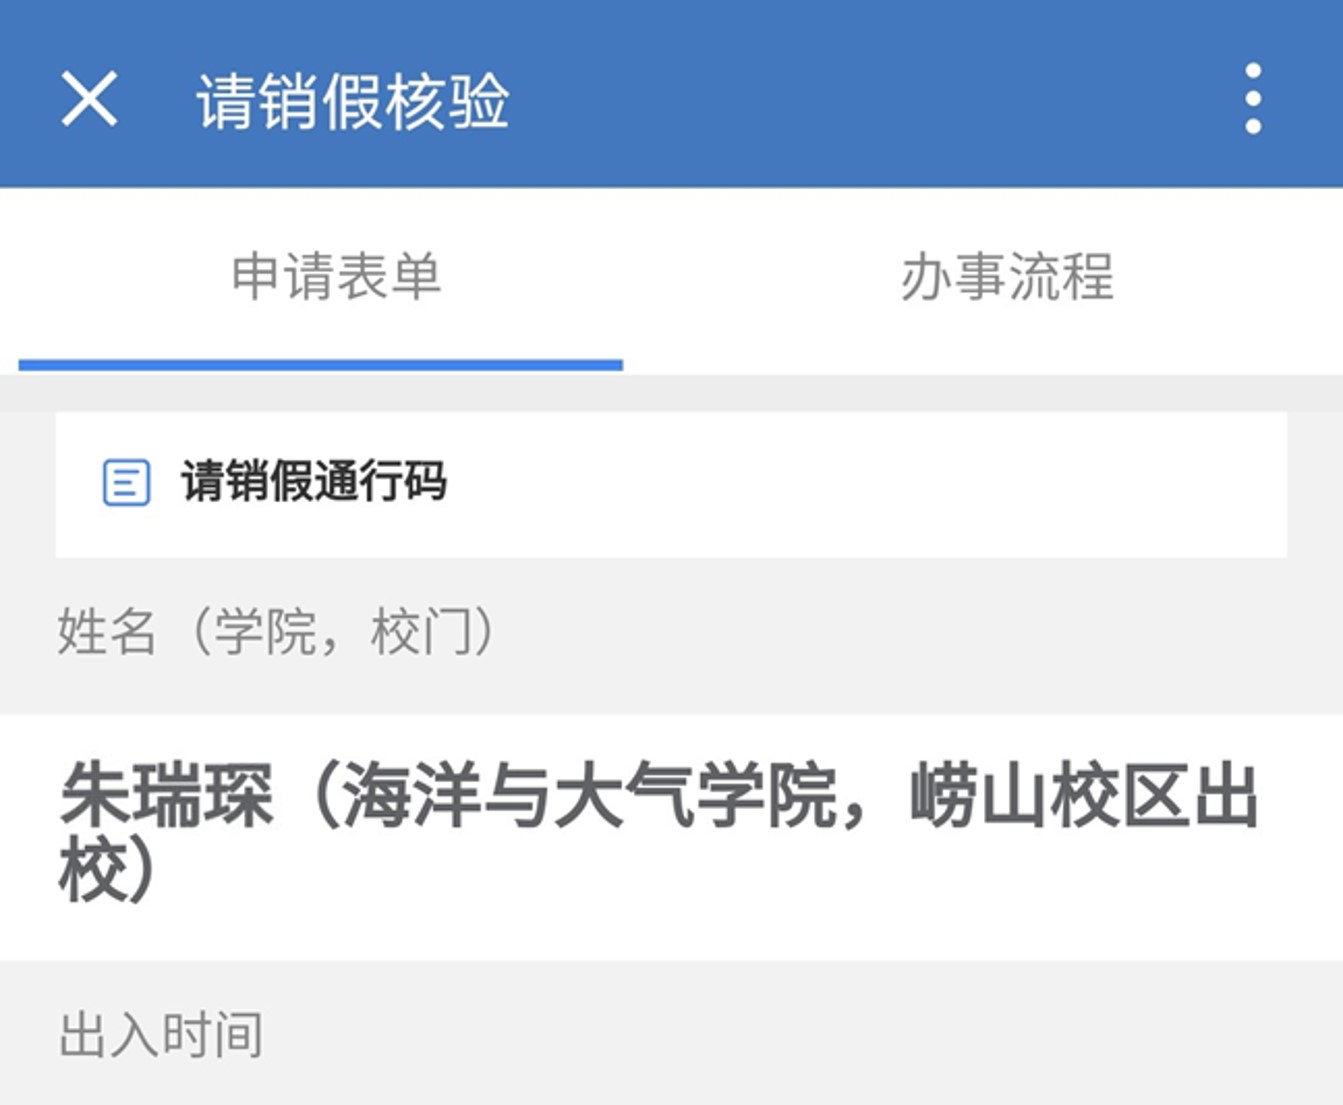 请销假核验
申请表单
办事流程
请销假通行码
姓名（学院，校门）
朱瑞琛（海洋与大气学院，崂山校区出
校）
出入时间